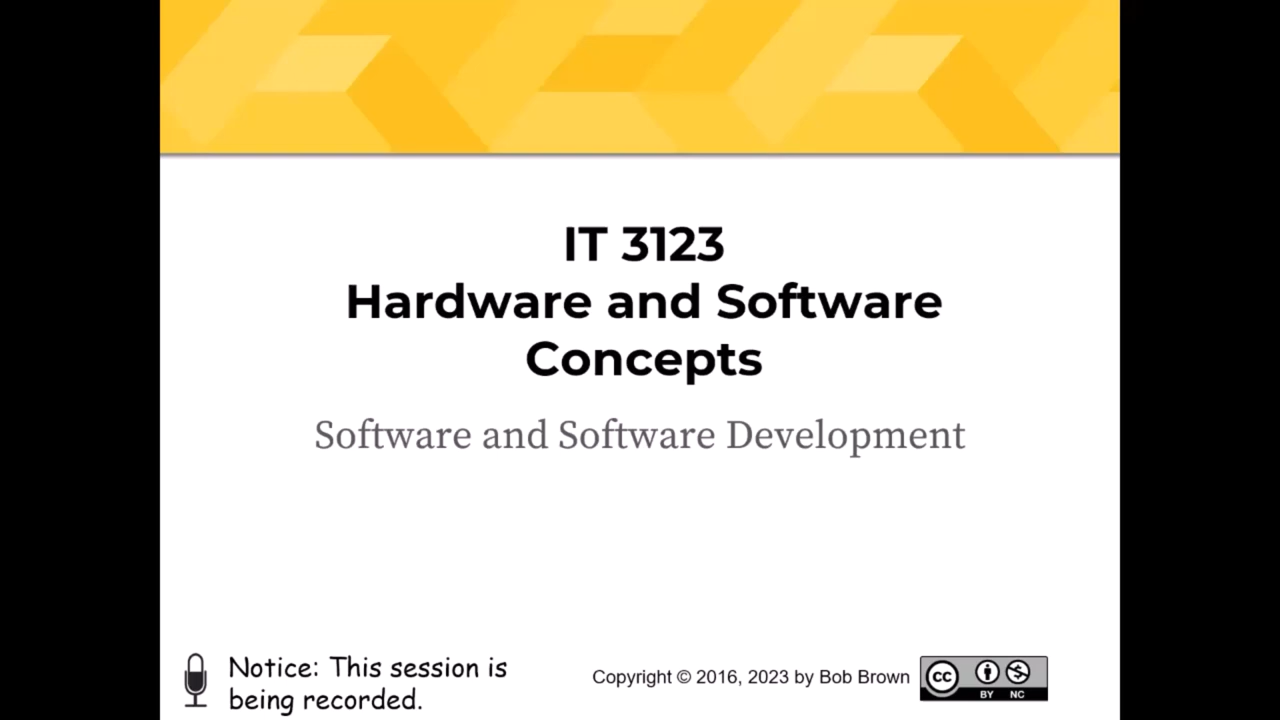 IT 3123
Hardware and Software
Concepts
Software and Software Development
Notice: This session is
being recorded.
Copyright © 2016, 2023 by Bob Brown
cc
BY NC